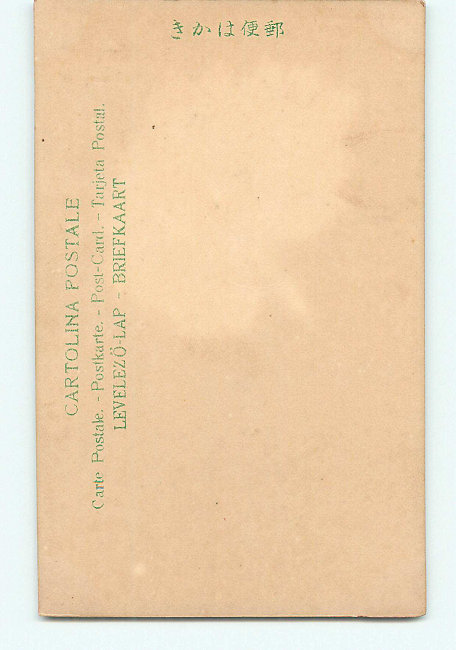 郵便はかき
CARTOLINA POSTALE
Carte Postale. - Postkarte. - Post-Card. - Tarjeta Postal.
LEVELEZŐ-LAP - BRIEFKAART